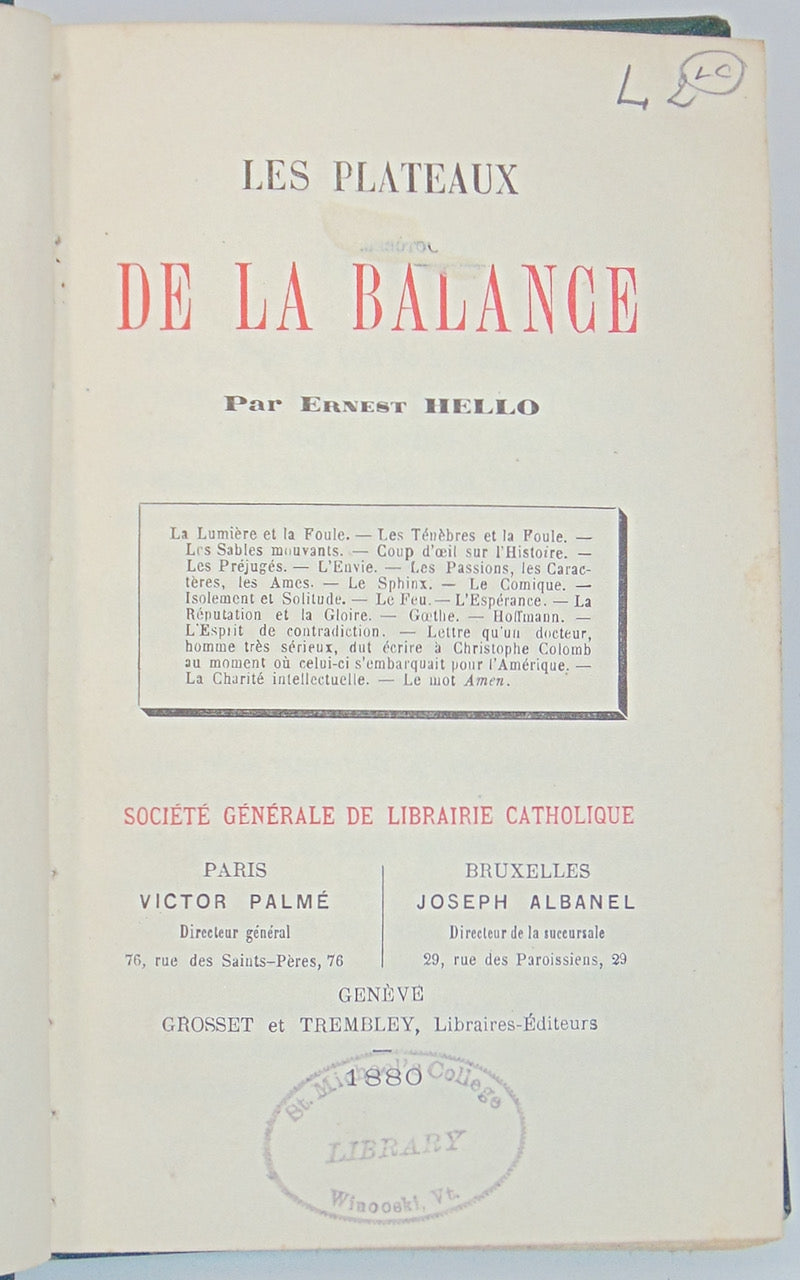 LES PLATEAUX
DE LA BALANCE
Par ERNEST HELLO
La Lumière et la Foule. — Les Ténèbres et la Foule. —
Les Sables mouvants. — Coup d'œil sur l'Histoire. —
Les Préjugés. — L'Envie. — Les Passions, les Carac-
tères, les Ames. — Le Sphinx. — Le Comique. —
Isolement et Solitude. — Le Feu. — L'Espérance. — La
Réputation et la Gloire. — Gœthe. — Hoffmann. —
L'Esprit de contradiction. — Lettre qu'un docteur,
homme très sérieux, dut écrire à Christophe Colomb
au moment où celui-ci s'embarquait pour l'Amérique. —
La Charité intellectuelle. — Le mot Amen.
SOCIÉTÉ GÉNÉRALE DE LIBRAIRIE CATHOLIQUE
PARIS
VICTOR PALMÉ
Directeur général
76, rue des Saints-Pères, 76
BRUXELLES
JOSEPH ALBANEL
Directeur de la succursale
29, rue des Paroissiens, 29
GENÈVE
GROSSET et TREMBLEY, Libraires-Éditeurs
1880
St. Michael's College
LIBRARY
Winooski, Vt.